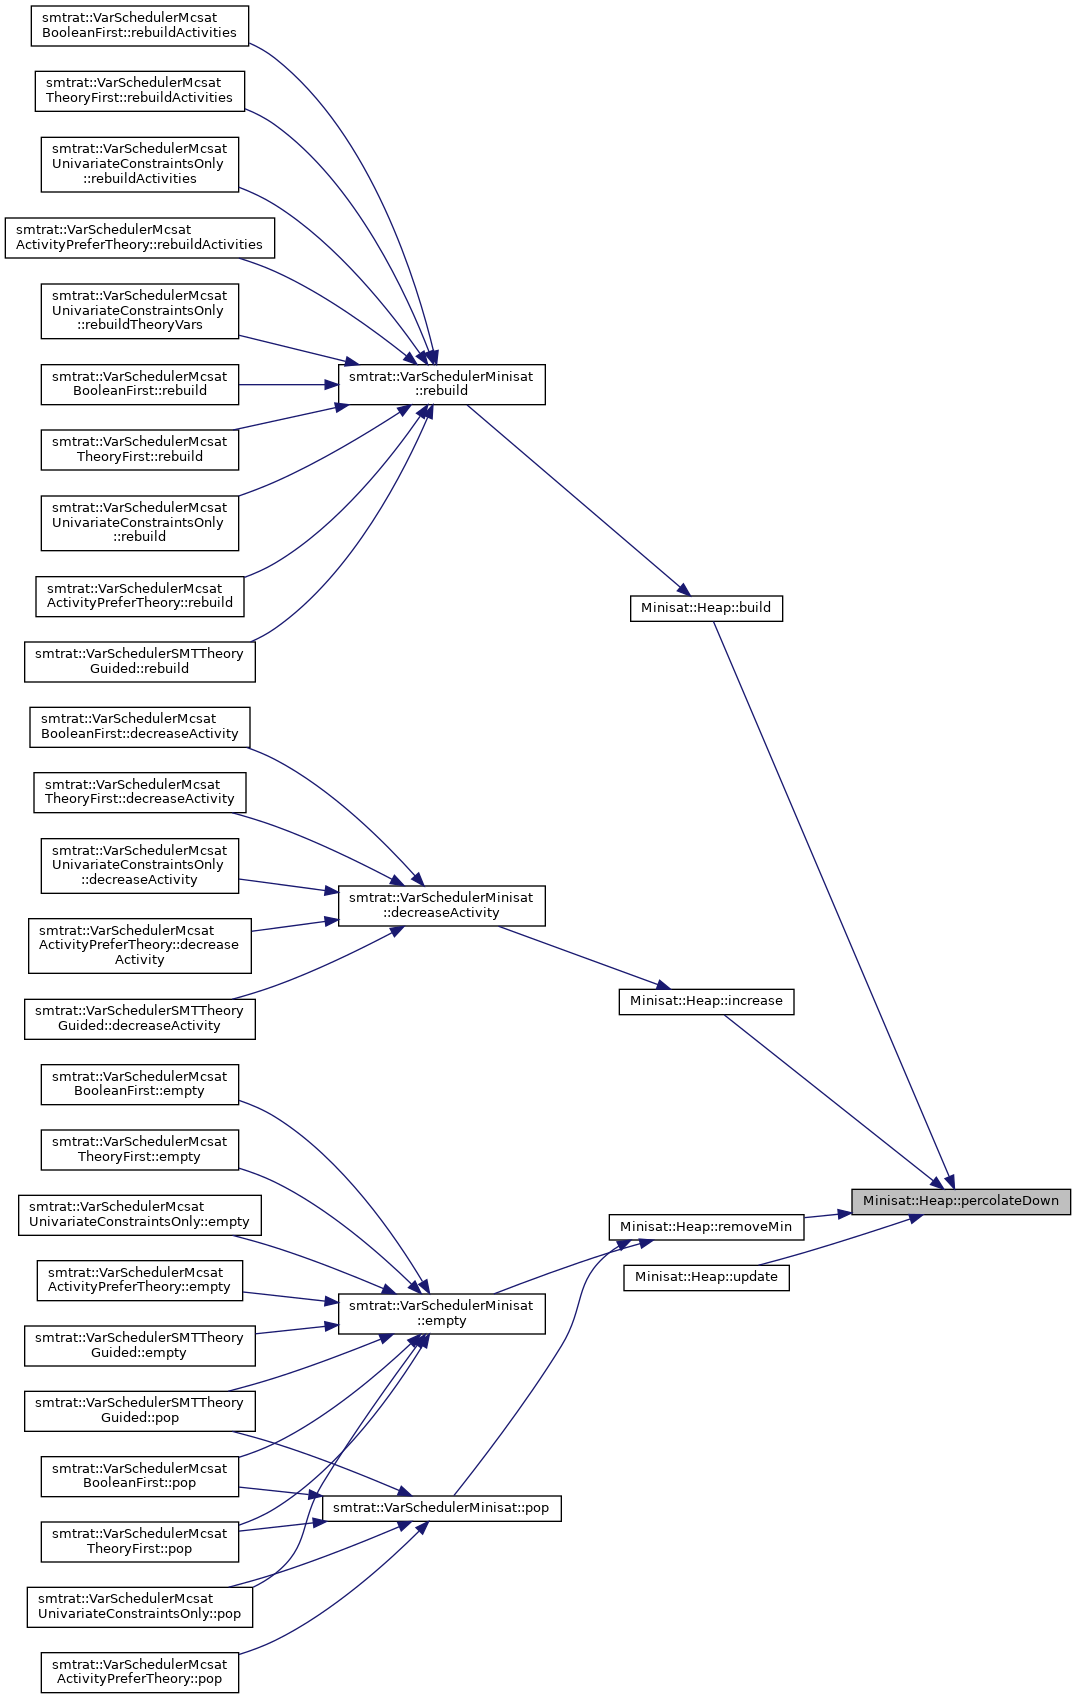 smtrat::VarSchedulerMcsat
BooleanFirst::rebuildActivities
smtrat::VarSchedulerMcsat
TheoryFirst::rebuildActivities
smtrat::VarSchedulerMcsat
UnivariateConstraintsOnly
::rebuildActivities
smtrat::VarSchedulerMcsat
ActivityPreferTheory::rebuildActivities
smtrat::VarSchedulerMcsat
UnivariateConstraintsOnly
::rebuildTheoryVars
smtrat::VarSchedulerMcsat
BooleanFirst::rebuild
smtrat::VarSchedulerMcsat
TheoryFirst::rebuild
smtrat::VarSchedulerMcsat
UnivariateConstraintsOnly
::rebuild
smtrat::VarSchedulerMcsat
ActivityPreferTheory::rebuild
smtrat::VarSchedulerSMTTheory
Guided::rebuild
smtrat::VarSchedulerMinisat
::rebuild
Minisat::Heap::build
smtrat::VarSchedulerMcsat
BooleanFirst::decreaseActivity
smtrat::VarSchedulerMcsat
TheoryFirst::decreaseActivity
smtrat::VarSchedulerMcsat
UnivariateConstraintsOnly
::decreaseActivity
smtrat::VarSchedulerMcsat
ActivityPreferTheory::decrease
Activity
smtrat::VarSchedulerSMTTheory
Guided::decreaseActivity
smtrat::VarSchedulerMinisat
::decreaseActivity
Minisat::Heap::increase
Minisat::Heap::percolateDown
Minisat::Heap::removeMin
Minisat::Heap::update
smtrat::VarSchedulerMcsat
BooleanFirst::empty
smtrat::VarSchedulerMcsat
TheoryFirst::empty
smtrat::VarSchedulerMcsat
UnivariateConstraintsOnly::empty
smtrat::VarSchedulerMcsat
ActivityPreferTheory::empty
smtrat::VarSchedulerSMTTheory
Guided::empty
smtrat::VarSchedulerMinisat
::empty
smtrat::VarSchedulerSMTTheory
Guided::pop
smtrat::VarSchedulerMcsat
BooleanFirst::pop
smtrat::VarSchedulerMinisat::pop
smtrat::VarSchedulerMcsat
TheoryFirst::pop
smtrat::VarSchedulerMcsat
UnivariateConstraintsOnly::pop
smtrat::VarSchedulerMcsat
ActivityPreferTheory::pop